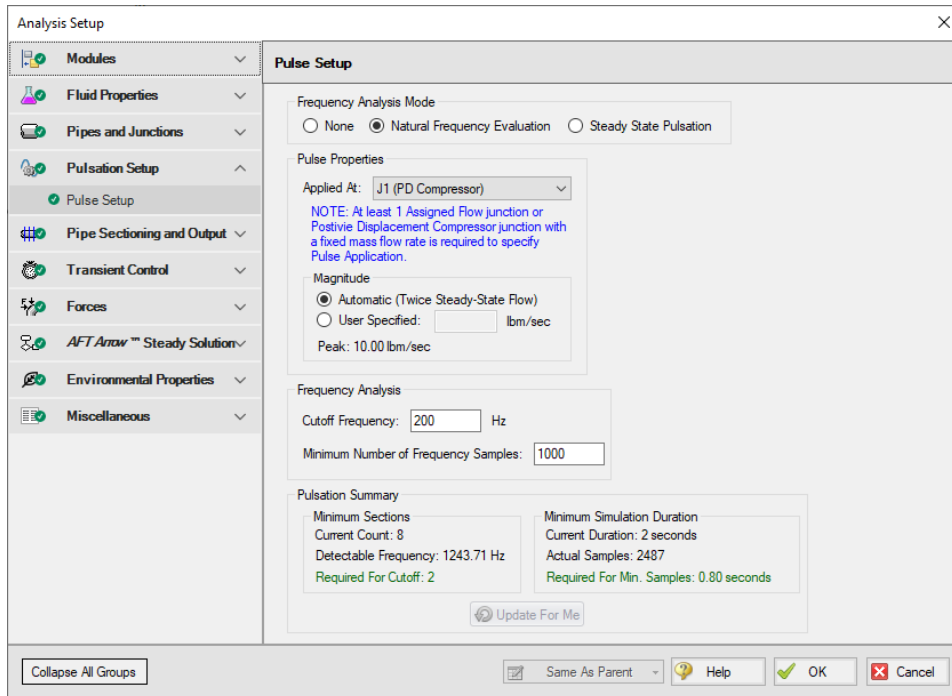 Analysis Setup
Modules
Fluid Properties
Pipes and Junctions
Pulsation Setup
Pulse Setup
Pipe Sectioning and Output
Transient Control
Forces
AFT Arrow ™ Steady Solution
Environmental Properties
Miscellaneous
Collapse All Groups
Pulse Setup
Frequency Analysis Mode
None
Natural Frequency Evaluation
Steady State Pulsation
Pulse Properties
Applied At: J1 (PD Compressor)
NOTE: At least 1 Assigned Flow junction or
Postivie Displacement Compressor junction with
a fixed mass flow rate is required to specify
Pulse Application.
Magnitude
Automatic (Twice Steady-State Flow)
User Specified: lbm/sec
Peak: 10.00 lbm/sec
Frequency Analysis
Cutoff Frequency: 200 Hz
Minimum Number of Frequency Samples: 1000
Pulsation Summary
Minimum Sections
Current Count: 8
Detectable Frequency: 1243.71 Hz
Required For Cutoff: 2
Minimum Simulation Duration
Current Duration: 2 seconds
Actual Samples: 2487
Required For Min. Samples: 0.80 seconds
Update For Me
Same As Parent
Help
OK
Cancel